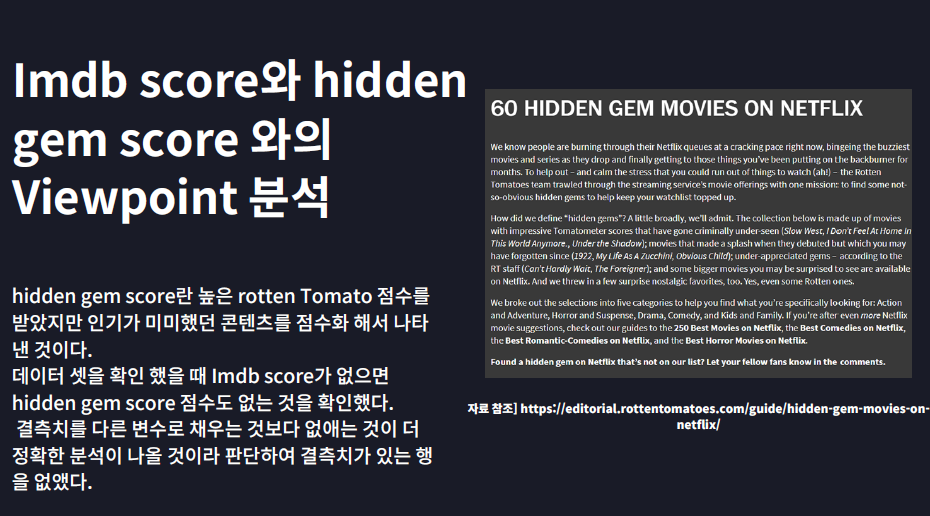 Imdb score와 hidden
gem score 와의
Viewpoint 분석
hidden gem score란 높은 rotten Tomato 점수를
받았지만 인기가 미미했던 콘텐츠를 점수화 해서 나타
낸 것이다.
데이터 셋을 확인 했을 때 Imdb score가 없으면
hidden gem score 점수도 없는 것을 확인했다.
결측치를 다른 변수로 채우는 것보다 없애는 것이 더
정확한 분석이 나올 것이라 판단하여 결측치가 있는 행
을 없앴다.
60 HIDDEN GEM MOVIES ON NETFLIX
We know people are burning through their Netflix queues at a cracking pace right now, bingeing the buzziest
movies and series as they drop and finally getting to those things you've been putting on the backburner for
months. To help out – and calm the stress that you could run out of things to watch (ah!) – the Rotten
Tomatoes team trawled through the streaming service's movie offerings with one mission: to find some not-
so-obvious hidden gems to help keep your watchlist topped up.
How did we define "hidden gems"? A little broadly, we'll admit. The collection below is made up of movies
with impressive Tomatometer scores that have gone criminally under-seen (Slow West, I Don't Feel At Home In
This World Anymore., Under the Shadow); movies that made a splash when they debuted but which you may
have forgotten since (1922, My Life As A Zucchini, Obvious Child); under-appreciated gems – according to the
RT staff (Can't Hardly Wait, The Foreigner); and some bigger movies you may be surprised to see are available
on Netflix. And we threw in a few surprise nostalgic favorites, too. Yes, even some Rotten ones.
We broke out the selections into five categories to help you find what you're specifically looking for: Action
and Adventure, Horror and Suspense, Drama, Comedy, and Kids and Family. If you're after even more Netflix
movie suggestions, check out our guides to the 250 Best Movies on Netflix, the Best Comedies on Netflix,
the Best Romantic-Comedies on Netflix, and the Best Horror Movies on Netflix.
Found a hidden gem on Netflix that's not on our list? Let your fellow fans know in the comments.
자료 참조] https://editorial.rottentomatoes.com/guide/hidden-gem-movies-on-
netflix/